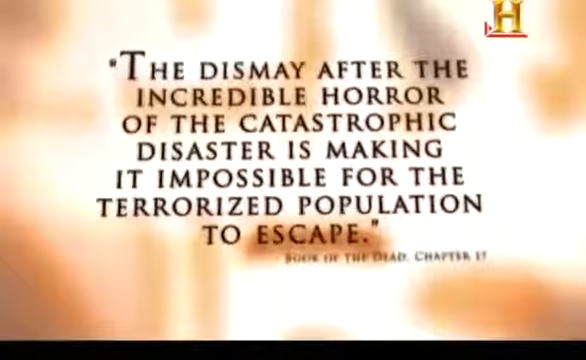 H
"THE DISMAY AFTER THE
INCREDIBLE HORROR
OF THE CATASTROPHIC
DISASTER IS MAKING
IT IMPOSSIBLE FOR THE
TERRORIZED POPULATION
TO ESCAPE."
BOOK OF THE DEAD, CHAPTER 17